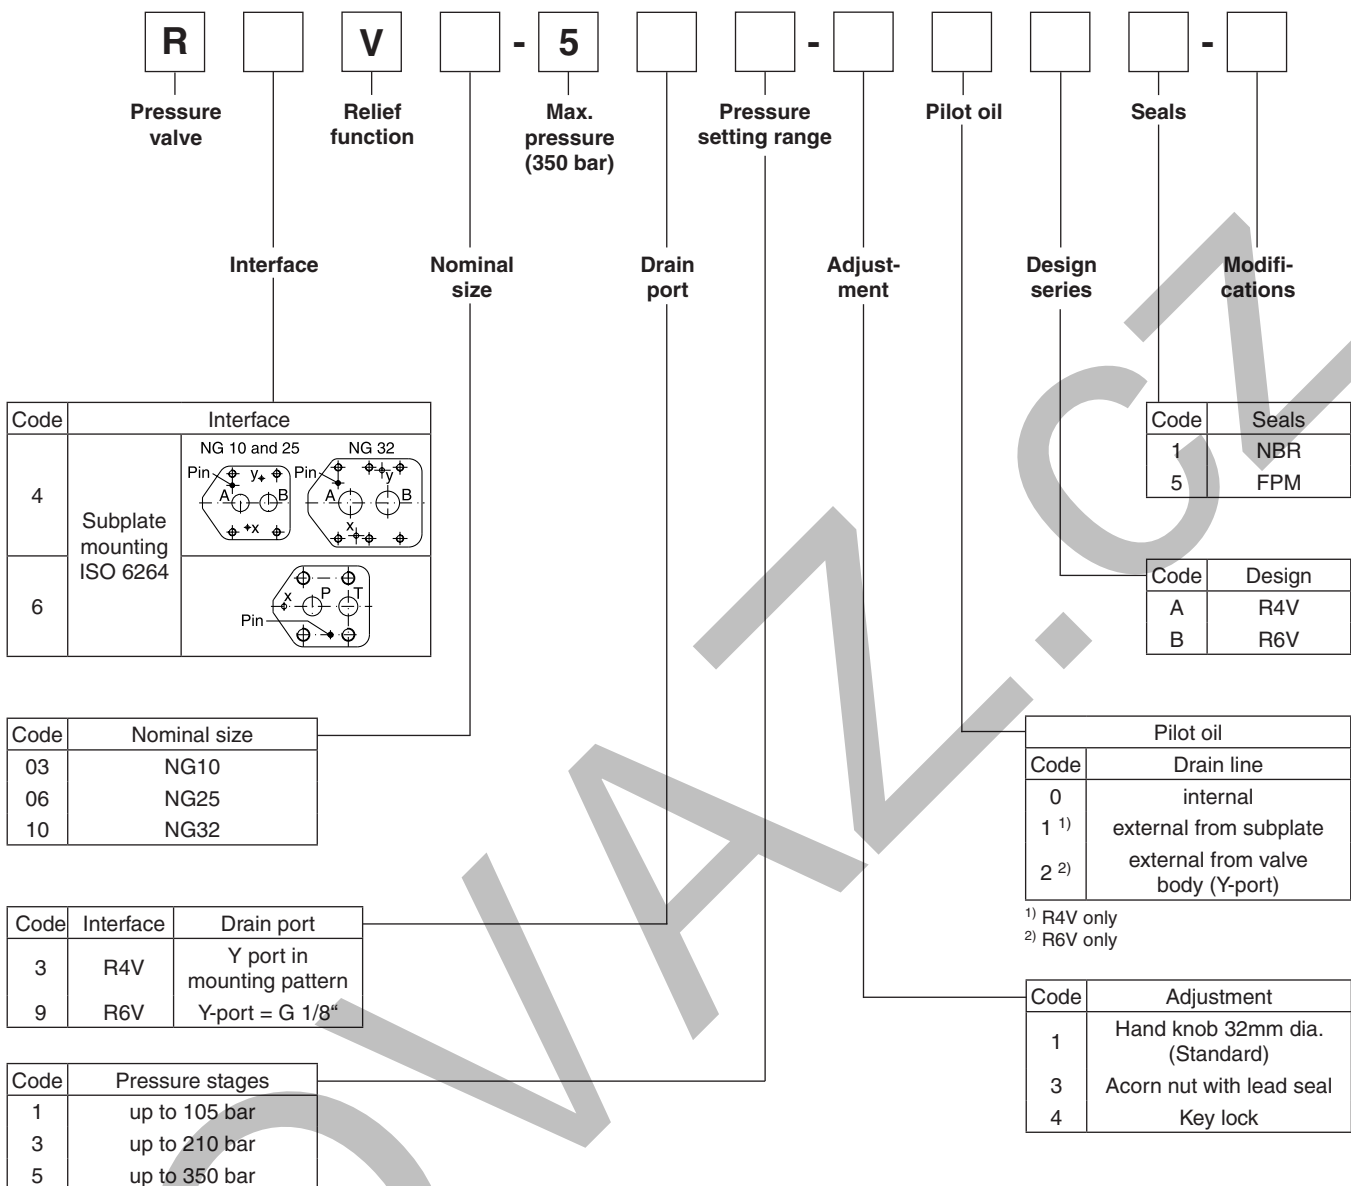 R V - 5 - -
Pressure valve
Relief function
Max. pressure (350 bar)
Pressure setting range
Pilot oil
Seals
Interface
Nominal size
Drain port
Adjust-ment
Design series
Modifi-cations
Code Interface
4 Subplate mounting ISO 6264
NG 10 and 25 NG 32
Pin y A B x
Pin y A B x
6
x P T
Pin
Code Seals
1 NBR
5 FPM
Code Design
A R4V
B R6V
Code Nominal size
03 NG10
06 NG25
10 NG32
Pilot oil
Code Drain line
0 internal
1 1) external from subplate
2 2) external from valve body (Y-port)
1) R4V only
2) R6V only
Code Interface Drain port
3 R4V Y port in mounting pattern
9 R6V Y-port = G 1/8“
Code Adjustment
1 Hand knob 32mm dia. (Standard)
3 Acorn nut with lead seal
4 Key lock
Code Pressure stages
1 up to 105 bar
3 up to 210 bar
5 up to 350 bar
OVAZ.CZ